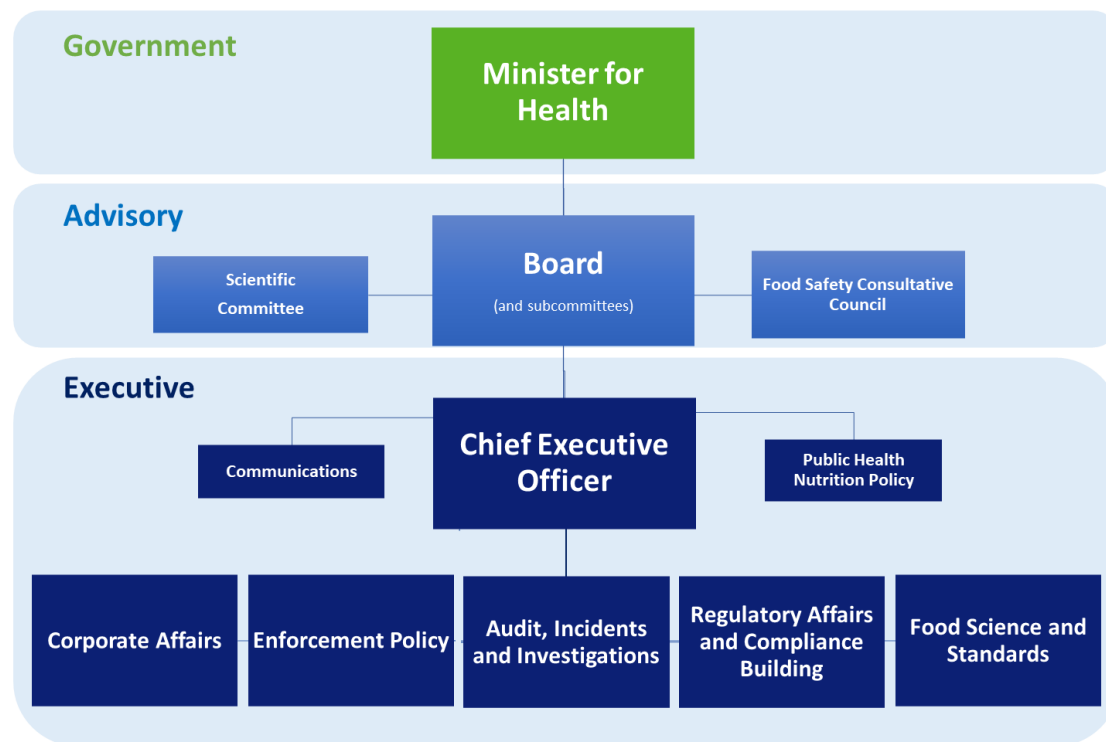 Government
Minister for
Health
Advisory
Board
(and subcommittees)
Scientific
Committee
Food Safety Consultative
Council
Executive
Chief Executive
Officer
Communications
Public Health
Nutrition Policy
Corporate Affairs
Enforcement Policy
Audit, Incidents
and Investigations
Regulatory Affairs
and Compliance
Building
Food Science and
Standards